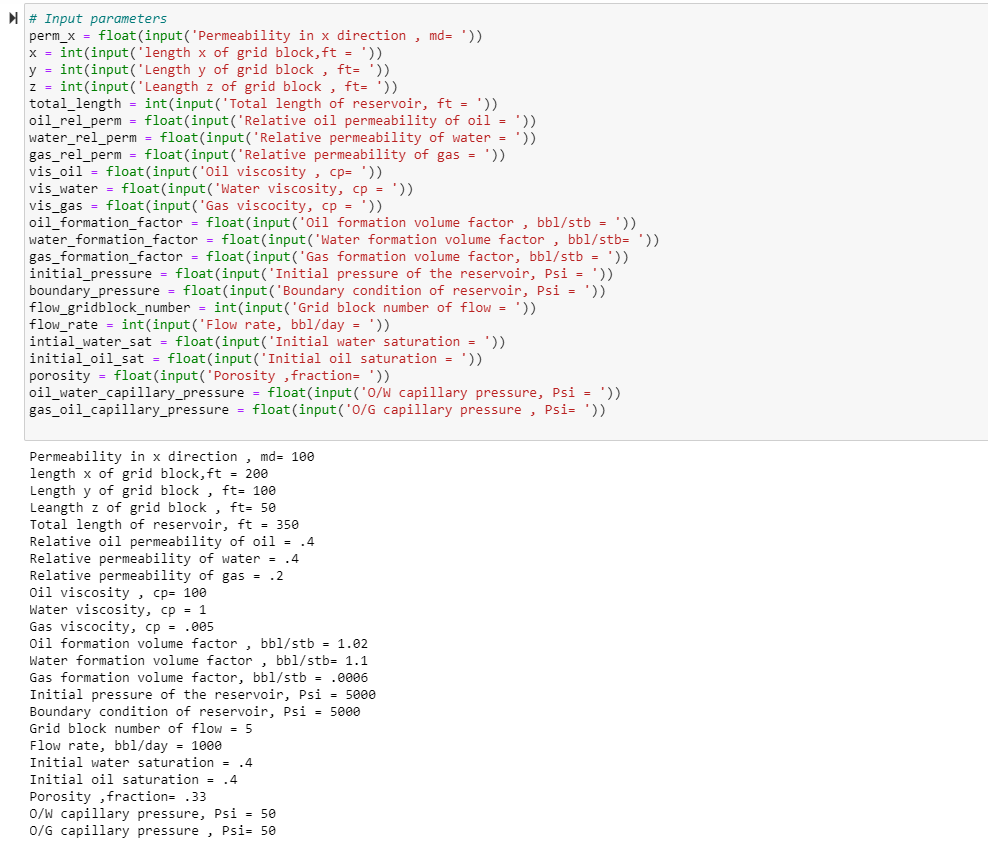 # Input parameters
perm_x = float(input('Permeability in x direction , md= '))
x = int(input('length x of grid block,ft = '))
y = int(input('Length y of grid block , ft= '))
z = int(input('Leangth z of grid block , ft= '))
total_length = int(input('Total length of reservoir, ft = '))
oil_rel_perm = float(input('Relative oil permeability of oil = '))
water_rel_perm = float(input('Relative permeability of water = '))
gas_rel_perm = float(input('Relative permeability of gas = '))
vis_oil = float(input('Oil viscosity , cp= '))
vis_water = float(input('Water viscosity, cp = '))
vis_gas = float(input('Gas viscocity, cp = '))
oil_formation_factor = float(input('Oil formation volume factor , bbl/stb = '))
water_formation_factor = float(input('Water formation volume factor , bbl/stb= '))
gas_formation_factor = float(input('Gas formation volume factor, bbl/stb = '))
initial_pressure = float(input('Initial pressure of the reservoir, Psi = '))
boundary_pressure = float(input('Boundary condition of reservoir, Psi = '))
flow_gridblock_number = int(input('Grid block number of flow = '))
flow_rate = int(input('Flow rate, bbl/day = '))
intial_water_sat = float(input('Initial water saturation = '))
initial_oil_sat = float(input('Initial oil saturation = '))
porosity = float(input('Porosity ,fraction= '))
oil_water_capillary_pressure = float(input('O/W capillary pressure, Psi = '))
gas_oil_capillary_pressure = float(input('O/G capillary pressure , Psi= '))
Permeability in x direction , md= 100
length x of grid block,ft = 200
Length y of grid block , ft= 100
Leangth z of grid block , ft= 50
Total length of reservoir, ft = 350
Relative oil permeability of oil = .4
Relative permeability of water = .4
Relative permeability of gas = .2
Oil viscosity , cp= 100
Water viscosity, cp = 1
Gas viscocity, cp = .005
Oil formation volume factor , bbl/stb = 1.02
Water formation volume factor , bbl/stb= 1.1
Gas formation volume factor, bbl/stb = .0006
Initial pressure of the reservoir, Psi = 5000
Boundary condition of reservoir, Psi = 5000
Grid block number of flow = 5
Flow rate, bbl/day = 1000
Initial water saturation = .4
Initial oil saturation = .4
Porosity ,fraction= .33
O/W capillary pressure, Psi = 50
O/G capillary pressure , Psi= 50